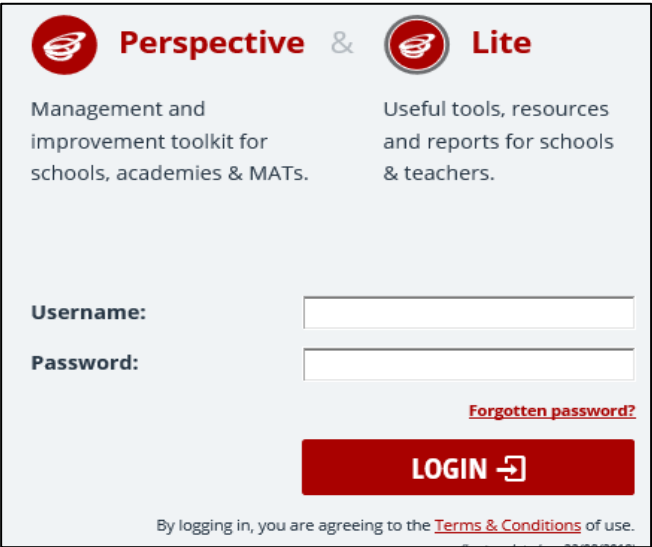 Perspective & Lite
Management and
improvement toolkit for
schools, academies & MATs.
Useful tools, resources
and reports for schools
& teachers.
Username:
Password:
Forgotten password?
LOGIN
By logging in, you are agreeing to the Terms & Conditions of use.